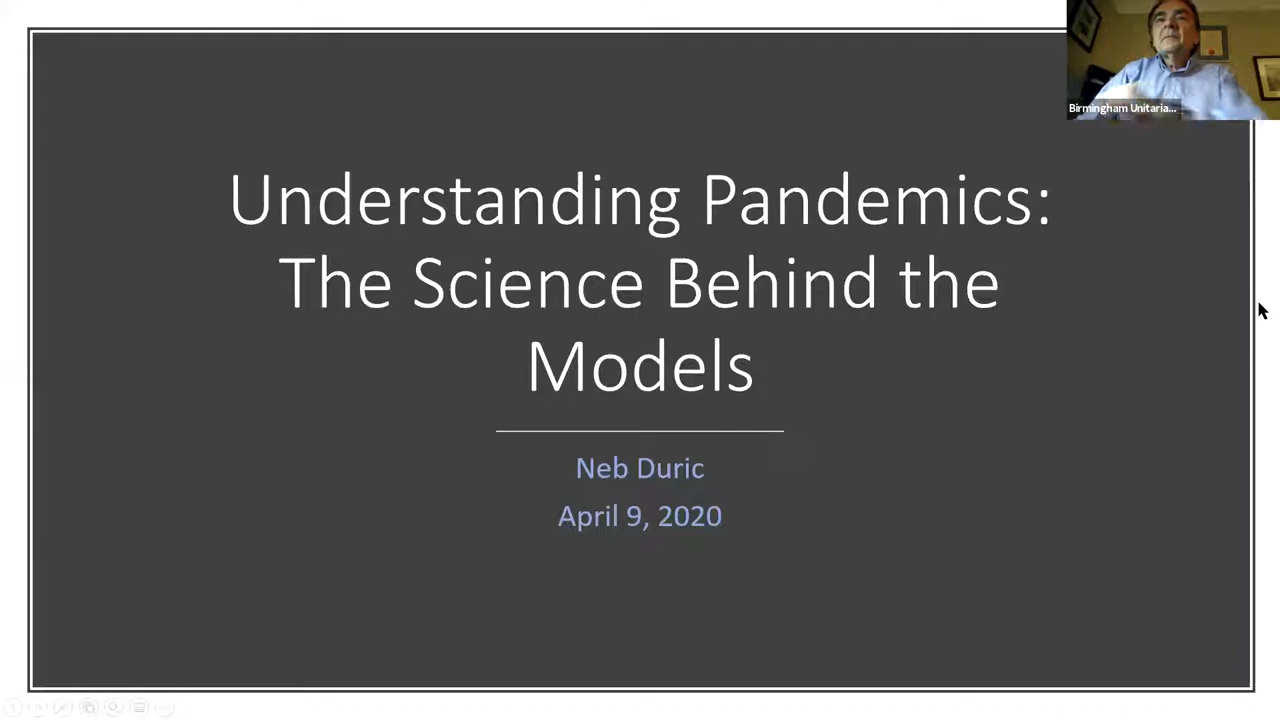 Birmingham Unitaria...
Understanding Pandemics:
The Science Behind the
Models
Neb Duric
April 9, 2020